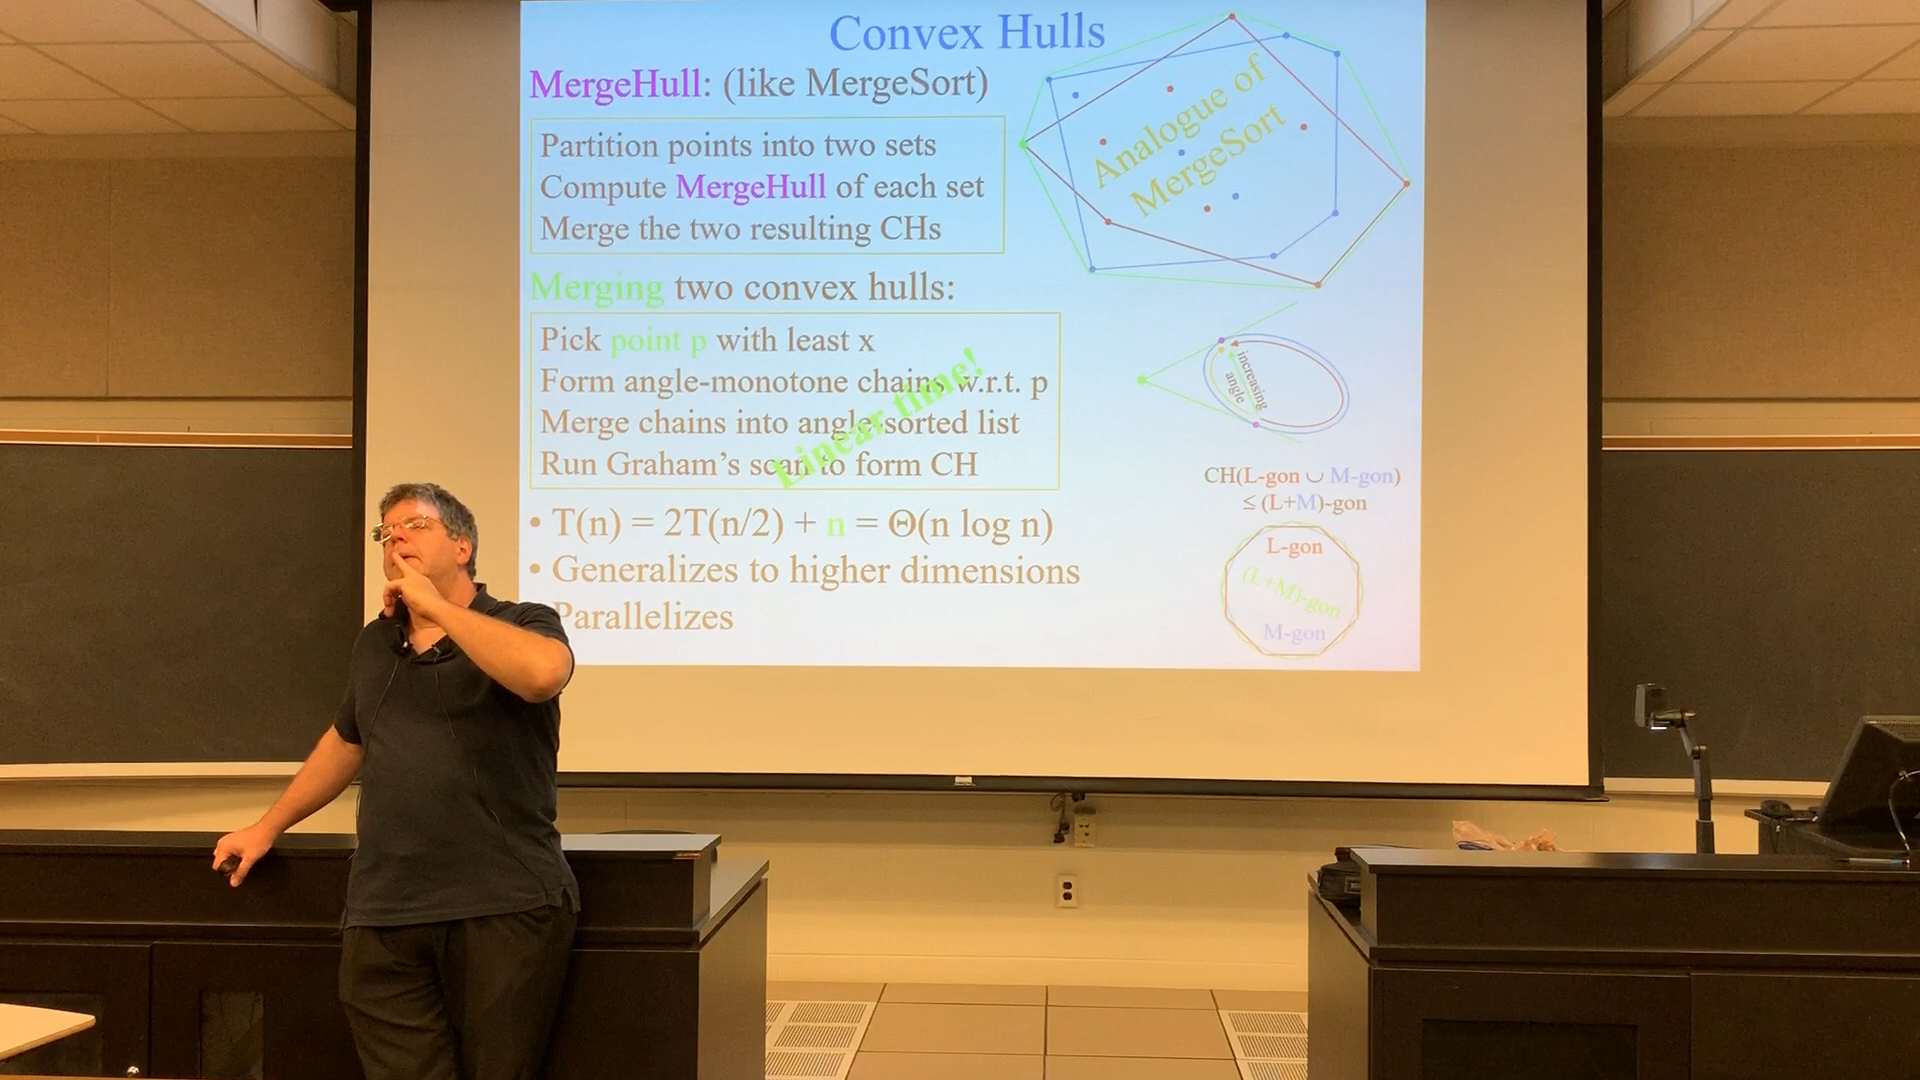 Convex Hulls
MergeHull: (like MergeSort)
Partition points into two sets
Compute MergeHull of each set
Merge the two resulting CHs
Analogue of
MergeSort
Merging two convex hulls:
Pick point p with least x
Form angle-monotone chains w.r.t. p
Merge chains into angle-sorted list
Run Graham's scan to form CH
Linear time!
increasing
angle
CH(L-gon ∪ M-gon)
≤ (L+M)-gon
L-gon
(L+M)-gon
M-gon
• T(n) = 2T(n/2) + n = Θ(n log n)
• Generalizes to higher dimensions
Parallelizes